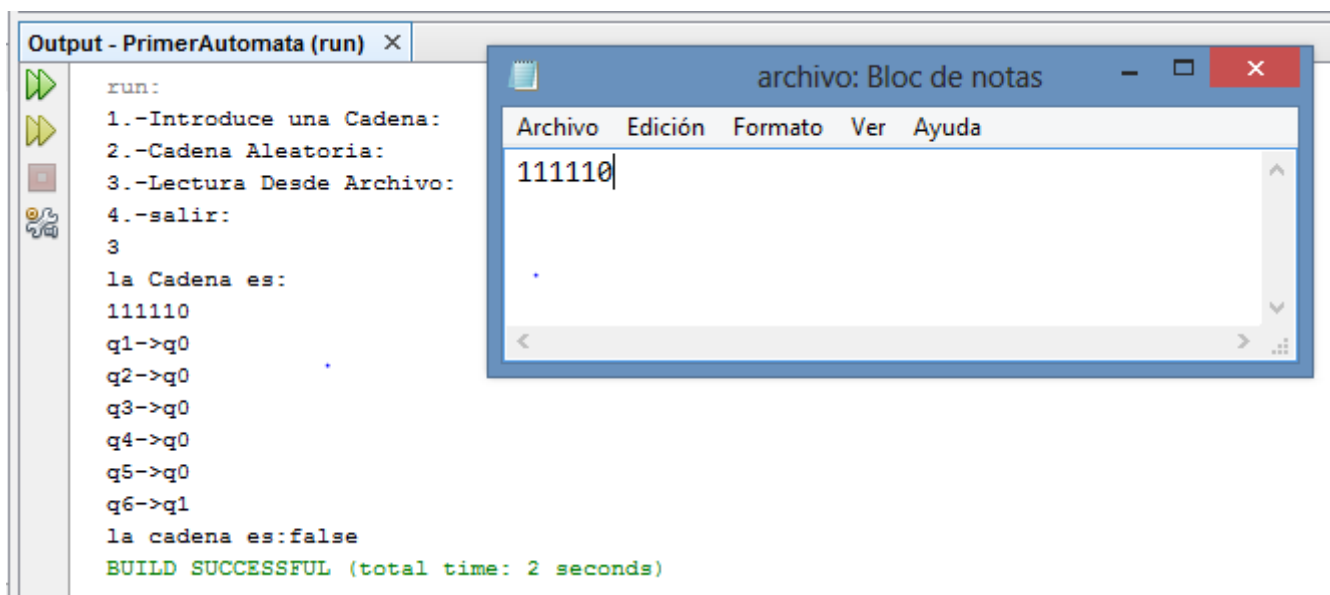 Output - PrimerAutomata (run) ×
run:
1.-Introduce una Cadena:
2.-Cadena Aleatoria:
3.-Lectura Desde Archivo:
4.-salir:
3
la Cadena es:
111110
q1->q0
q2->q0
q3->q0
q4->q0
q5->q0
q6->q1
la cadena es:false
BUILD SUCCESSFUL (total time: 2 seconds)
archivo: Bloc de notas
Archivo Edición Formato Ver Ayuda
111110